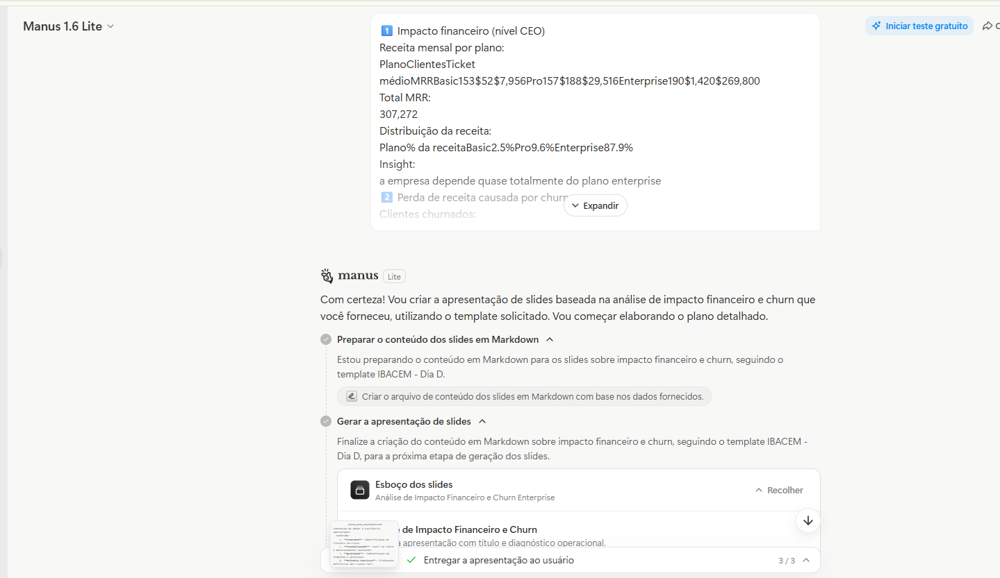 Manus 1.6 Lite
Iniciar teste gratuito
1 Impacto financeiro (nível CEO)
Receita mensal por plano:
PlanoClientesTicket
médioMRRBasic153$52$7,956Pro157$188$29,516Enterprise190$1,420$269,800
Total MRR:
307,272
Distribuição da receita:
Plano% da receitaBasic2.5%Pro9.6%Enterprise87.9%
Insight:
a empresa depende quase totalmente do plano enterprise
2 Perda de receita causada por churn
Clientes churnados:
Expandir
manus Lite
Com certeza! Vou criar a apresentação de slides baseada na análise de impacto financeiro e churn que
você forneceu, utilizando o template solicitado. Vou começar elaborando o plano detalhado.
Preparar o conteúdo dos slides em Markdown
Estou preparando o conteúdo em Markdown para os slides sobre impacto financeiro e churn, seguindo o
template IBACEM - Dia D.
Criar o arquivo de conteúdo dos slides em Markdown com base nos dados fornecidos.
Gerar a apresentação de slides
Finalize a criação do conteúdo em Markdown sobre impacto financeiro e churn, seguindo o template IBACEM -
Dia D, para a próxima etapa de geração dos slides.
Esboço dos slides
Análise de Impacto Financeiro e Churn Enterprise
Recolher
de Impacto Financeiro e Churn
a apresentação com título e diagnóstico operacional.
Entregar a apresentação ao usuário
3 / 3